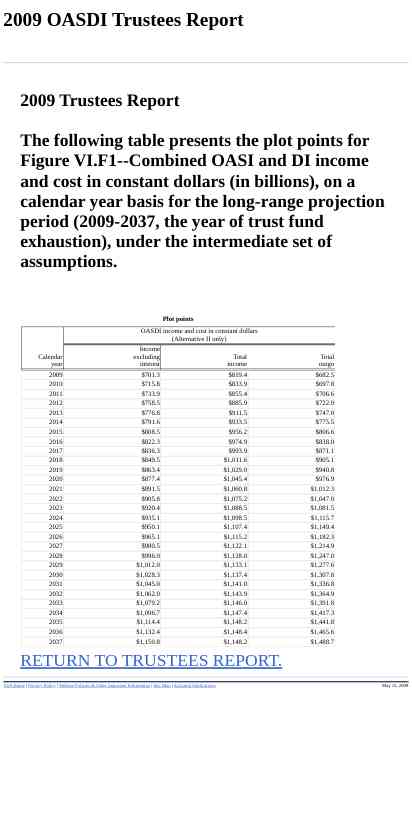 2009 OASDI Trustees Report
2009 Trustees Report
The following table presents the plot points for
Figure VI.F1--Combined OASI and DI income
and cost in constant dollars (in billions), on a
calendar year basis for the long-range projection
period (2009-2037, the year of trust fund
exhaustion), under the intermediate set of
assumptions.
Plot points
OASDI income and cost in constant dollars
(Alternative II only)
Income
excluding
interest
Calendar
year
Total
income
Total
outgo
2009 $701.3 $819.4 $682.5
2010 $715.8 $833.9 $697.8
2011 $733.9 $855.4 $706.6
2012 $758.5 $885.9 $722.9
2013 $776.8 $911.5 $747.0
2014 $791.6 $933.5 $775.5
2015 $808.5 $956.2 $806.6
2016 $822.3 $974.9 $838.0
2017 $836.3 $993.9 $871.1
2018 $849.5 $1,011.6 $905.1
2019 $863.4 $1,029.0 $940.8
2020 $877.4 $1,045.4 $976.9
2021 $891.5 $1,060.8 $1,012.3
2022 $905.8 $1,075.2 $1,047.0
2023 $920.4 $1,088.5 $1,081.5
2024 $935.1 $1,098.5 $1,115.7
2025 $950.1 $1,107.4 $1,149.4
2026 $965.1 $1,115.2 $1,182.3
2027 $980.5 $1,122.1 $1,214.9
2028 $996.0 $1,128.0 $1,247.0
2029 $1,012.0 $1,133.1 $1,277.6
2030 $1,028.3 $1,137.4 $1,307.8
2031 $1,045.0 $1,141.0 $1,336.8
2032 $1,062.0 $1,143.9 $1,364.9
2033 $1,079.2 $1,146.0 $1,391.8
2034 $1,096.7 $1,147.4 $1,417.3
2035 $1,114.4 $1,148.2 $1,441.8
2036 $1,132.4 $1,148.4 $1,465.6
2037 $1,150.8 $1,148.2 $1,488.7
RETURN TO TRUSTEES REPORT.
Privacy Policy
May 12, 2009